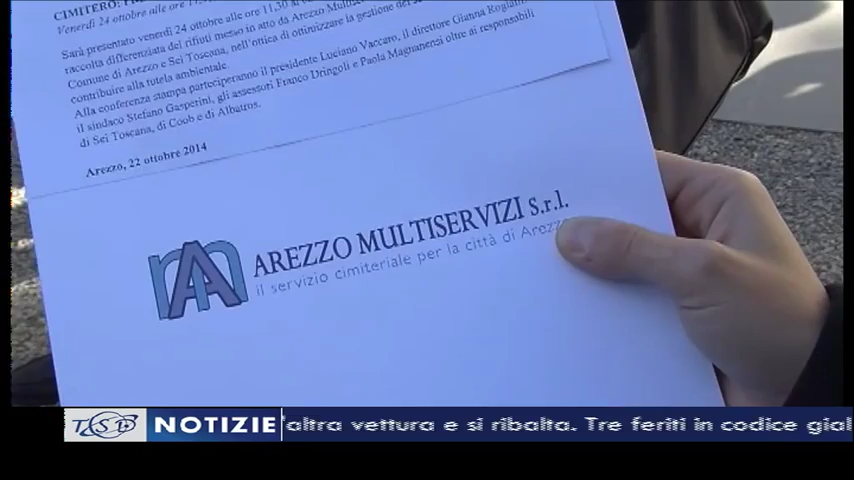 CIMITERO:
Venerdì 24 ottobre alle ore
Sarà presentato venerdì 24 ottobre alle ore 11,30 al
raccolta differenziata dei rifiuti messo in atto da Arezzo
Comune di Arezzo e Sei Toscana, nell'ottica di ottimizzare la gestione
contribuire alla tutela ambientale.
Alla conferenza stampa parteciperanno il presidente Luciano Vaccaro, il direttore Gianna
il sindaco Stefano Gasperini, gli assessori Franco Dringoli e Paola Magnanensi oltre ai responsabili
di Sei Toscana, di Coob e di Albatros.
Arezzo, 22 ottobre 2014
AREZZO MULTISERVIZI s.r.l.
il servizio cimiteriale per la città di Arezzo
TSD NOTIZIE 'altra vettura e si ribalta. Tre feriti in codice gial